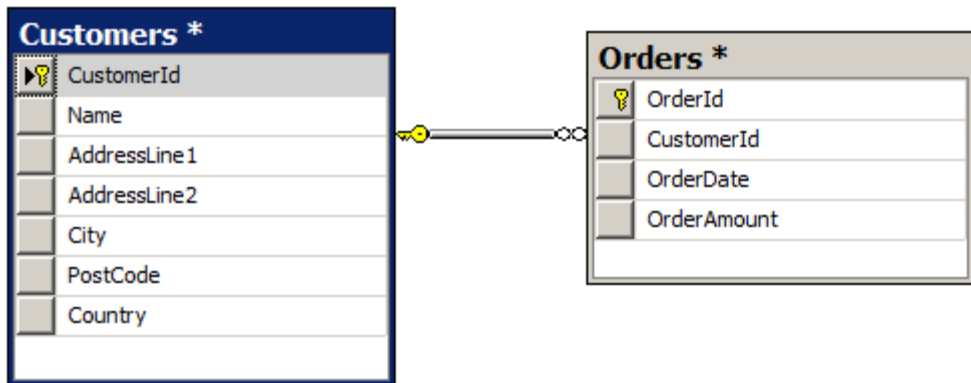 Customers *
CustomerId
Name
AddressLine1
AddressLine2
City
PostCode
Country
Orders *
OrderId
CustomerId
OrderDate
OrderAmount